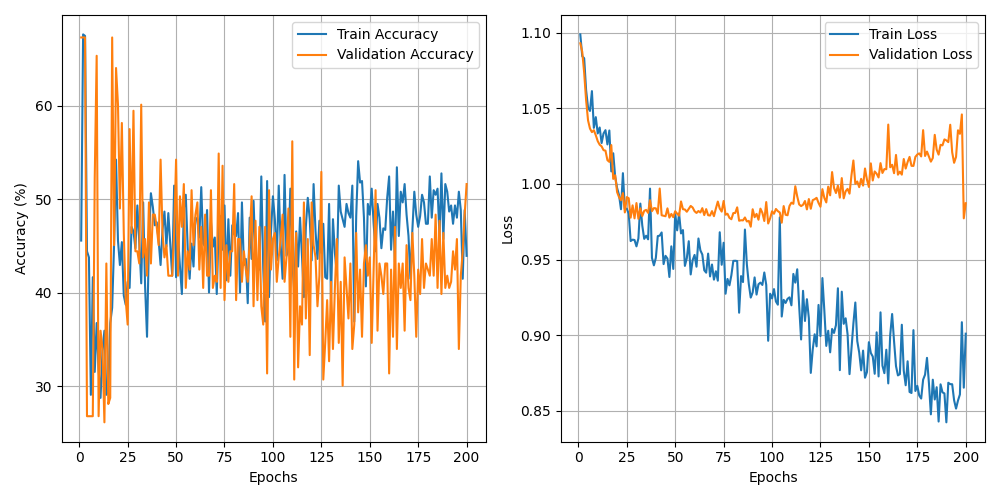 Train Accuracy
Validation Accuracy
Accuracy (%)
60
50
40
30
0 25 50 75 100 125 150 175 200
Epochs
Train Loss
Validation Loss
Loss
1.10
1.05
1.00
0.95
0.90
0.85
0 25 50 75 100 125 150 175 200
Epochs